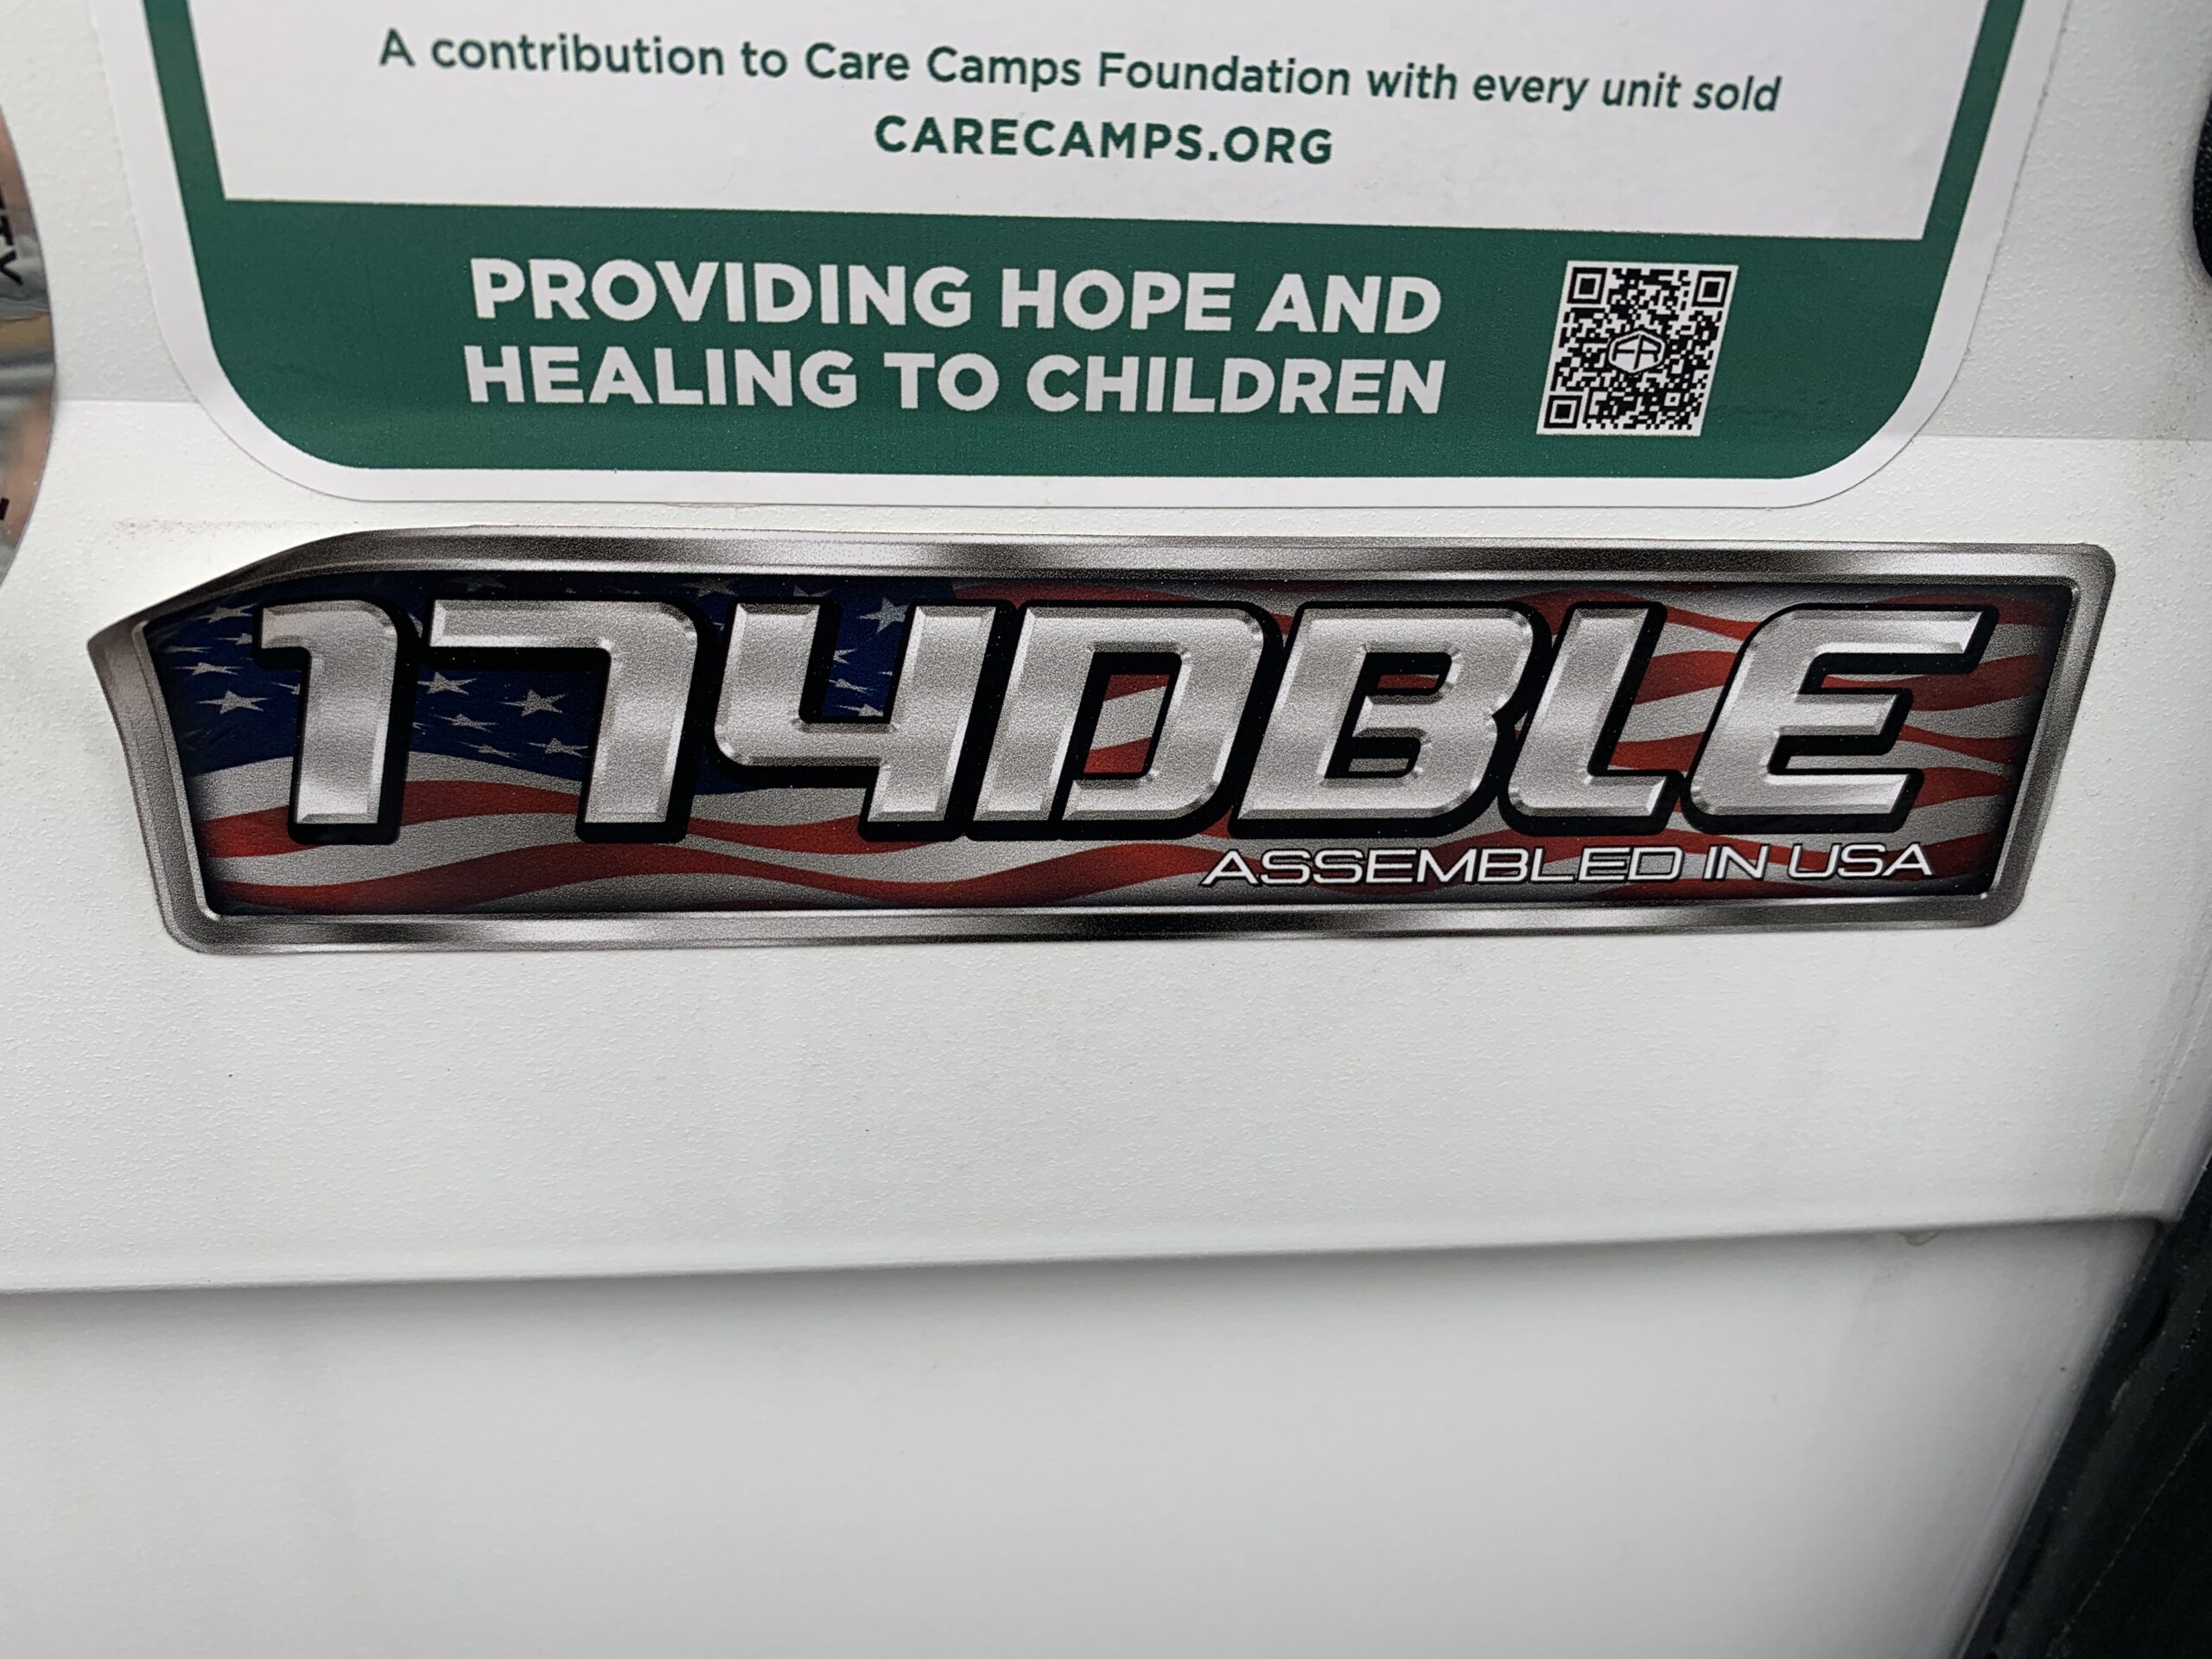 A contribution to Care Camps Foundation with every unit sold
CARECAMPS.ORG
PROVIDING HOPE AND
HEALING TO CHILDREN
FR
174DBLE
ASSEMBLED IN USA